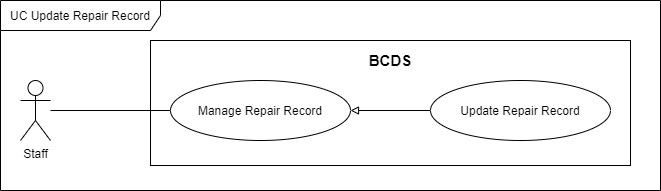 UC Update Repair Record
BCDS
Manage Repair Record
Update Repair Record
Staff